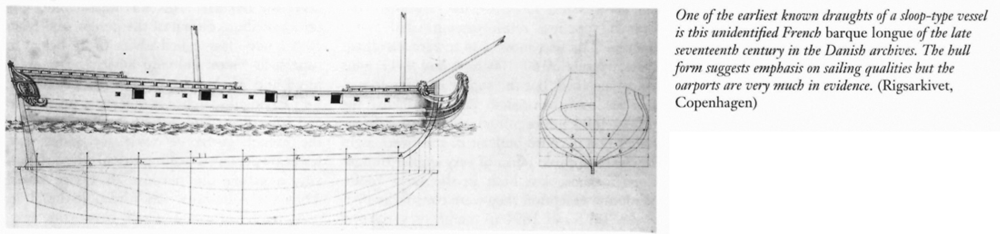 One of the earliest known draughts of a sloop-type vessel
is this unidentified French barque longue of the late
seventeenth century in the Danish archives. The hull
form suggests emphasis on sailing qualities but the
oarports are very much in evidence. (Rigsarkivet,
Copenhagen)